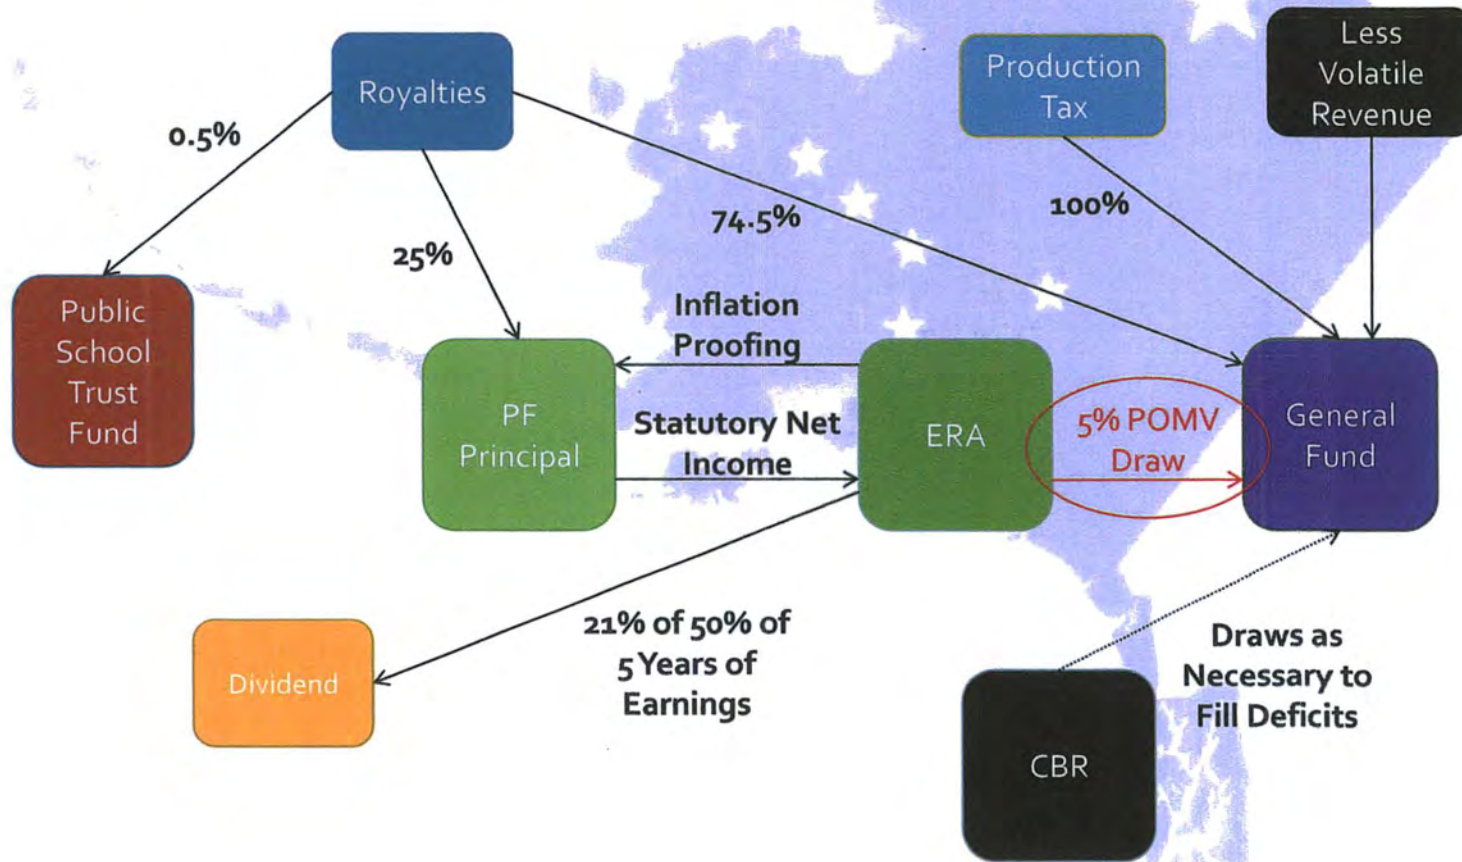 Royalties
Production
Tax
Less
Volatile
Revenue
0.5%
25%
74.5%
100%
Public
School
Trust
Fund
Inflation
Proofing
PF
Principal
Statutory Net
Income
ERA
5% POMV
Draw
General
Fund
Dividend
21% of 50% of
5 Years of
Earnings
Draws as
Necessary to
Fill Deficits
CBR